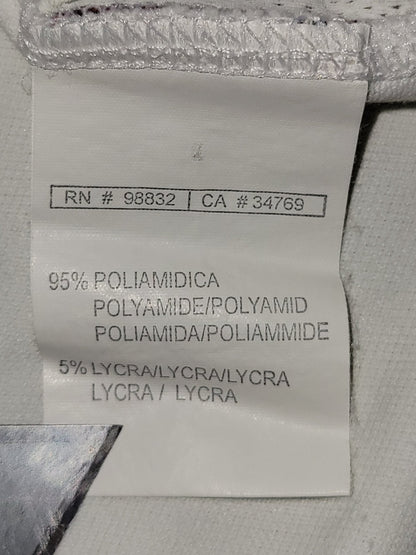 RN # 98832 | CA # 34769
95% POLIAMIDICA
POLYAMIDE/POLYAMID
POLIAMIDA/POLIAMMIDE
5% LYCRA/LYCRA/LYCRA
LYCRA / LYCRA